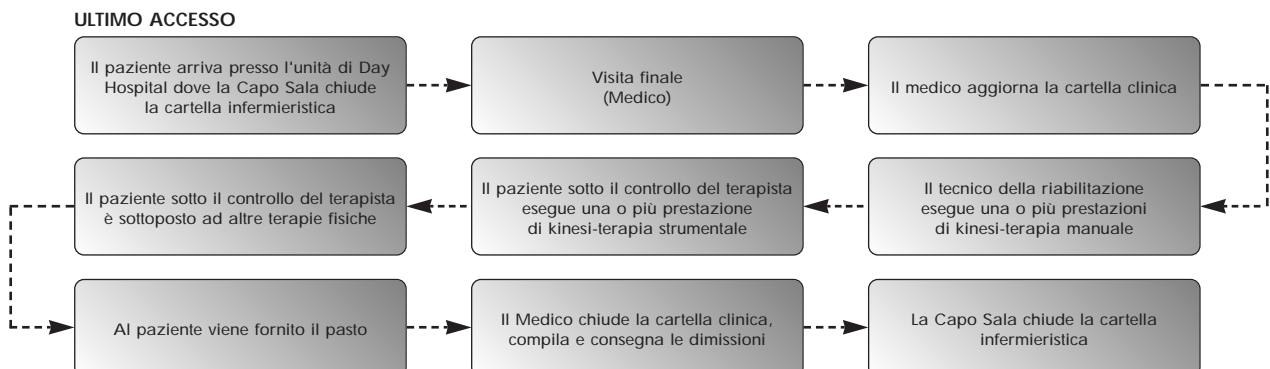 ULTIMO ACCESSO
Il paziente arriva presso l'unità di Day
Hospital dove la Capo Sala chiude
la cartella infermieristica
Visita finale
(Medico)
Il medico aggiorna la cartella clinica
Il tecnico della riabilitazione
esegue una o più prestazioni
di kinesi-terapia manuale
Il paziente sotto il controllo del terapista
esegue una o più prestazione
di kinesi-terapia strumentale
Il paziente sotto il controllo del terapista
è sottoposto ad altre terapie fisiche
Al paziente viene fornito il pasto
Il Medico chiude la cartella clinica,
compila e consegna le dimissioni
La Capo Sala chiude la cartella
infermieristica